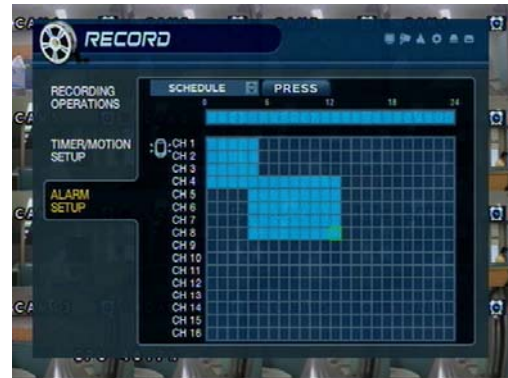 RECORD
RECORDING
OPERATIONS
TIMER/MOTION
SETUP
ALARM
SETUP
SCHEDULE
PRESS
0 6 12 18 24
CH 1
CH 2
CH 3
CH 4
CH 5
CH 6
CH 7
CH 8
CH 9
CH 10
CH 11
CH 12
CH 13
CH 14
CH 15
CH 16